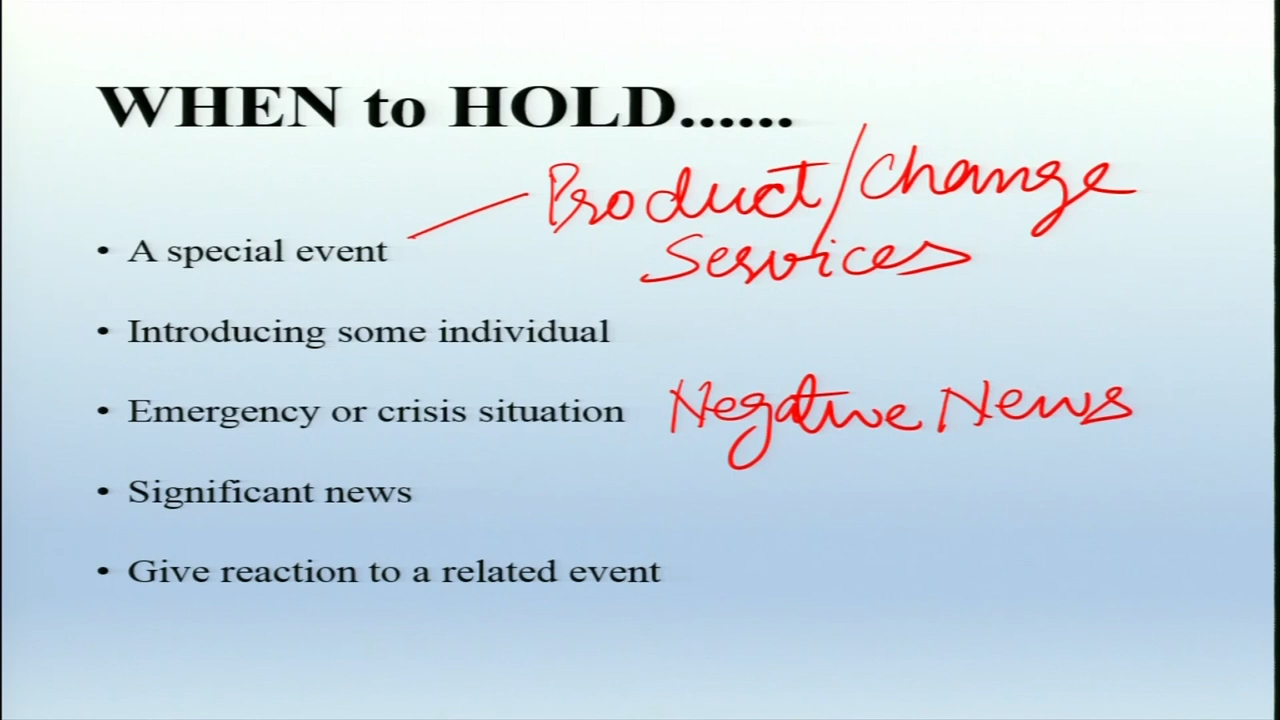 WHEN to HOLD......
Product/Change
Services
• A special event
• Introducing some individual
• Emergency or crisis situation Negative News
• Significant news
• Give reaction to a related event